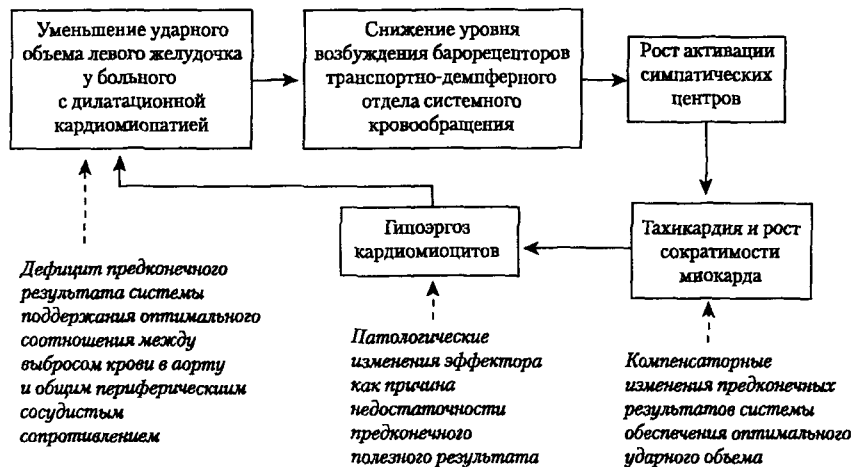 Уменьшение ударного
объема левого желудочка
у больного
с дилатационной
кардиомиопатией
Снижение уровня
возбуждения барорецепторов
транспортно-демпферного
отдела системного
кровообращения
Рост активации
симпатических
центров
Гипоэргоз
кардиомиоцитов
Тахикардия и рост
сократимости
миокарда
Дефицит предконечного
результата системы
поддержания оптимального
соотношения между
выбросом крови в аорту
и общим периферическиим
сосудистым
сопротивлением
Патологические
изменения эффектора
как причина
недостаточности
предконечного
полезного результата
Компенсаторные
изменения предконечных
результатов системы
обеспечения оптимального
ударного объема